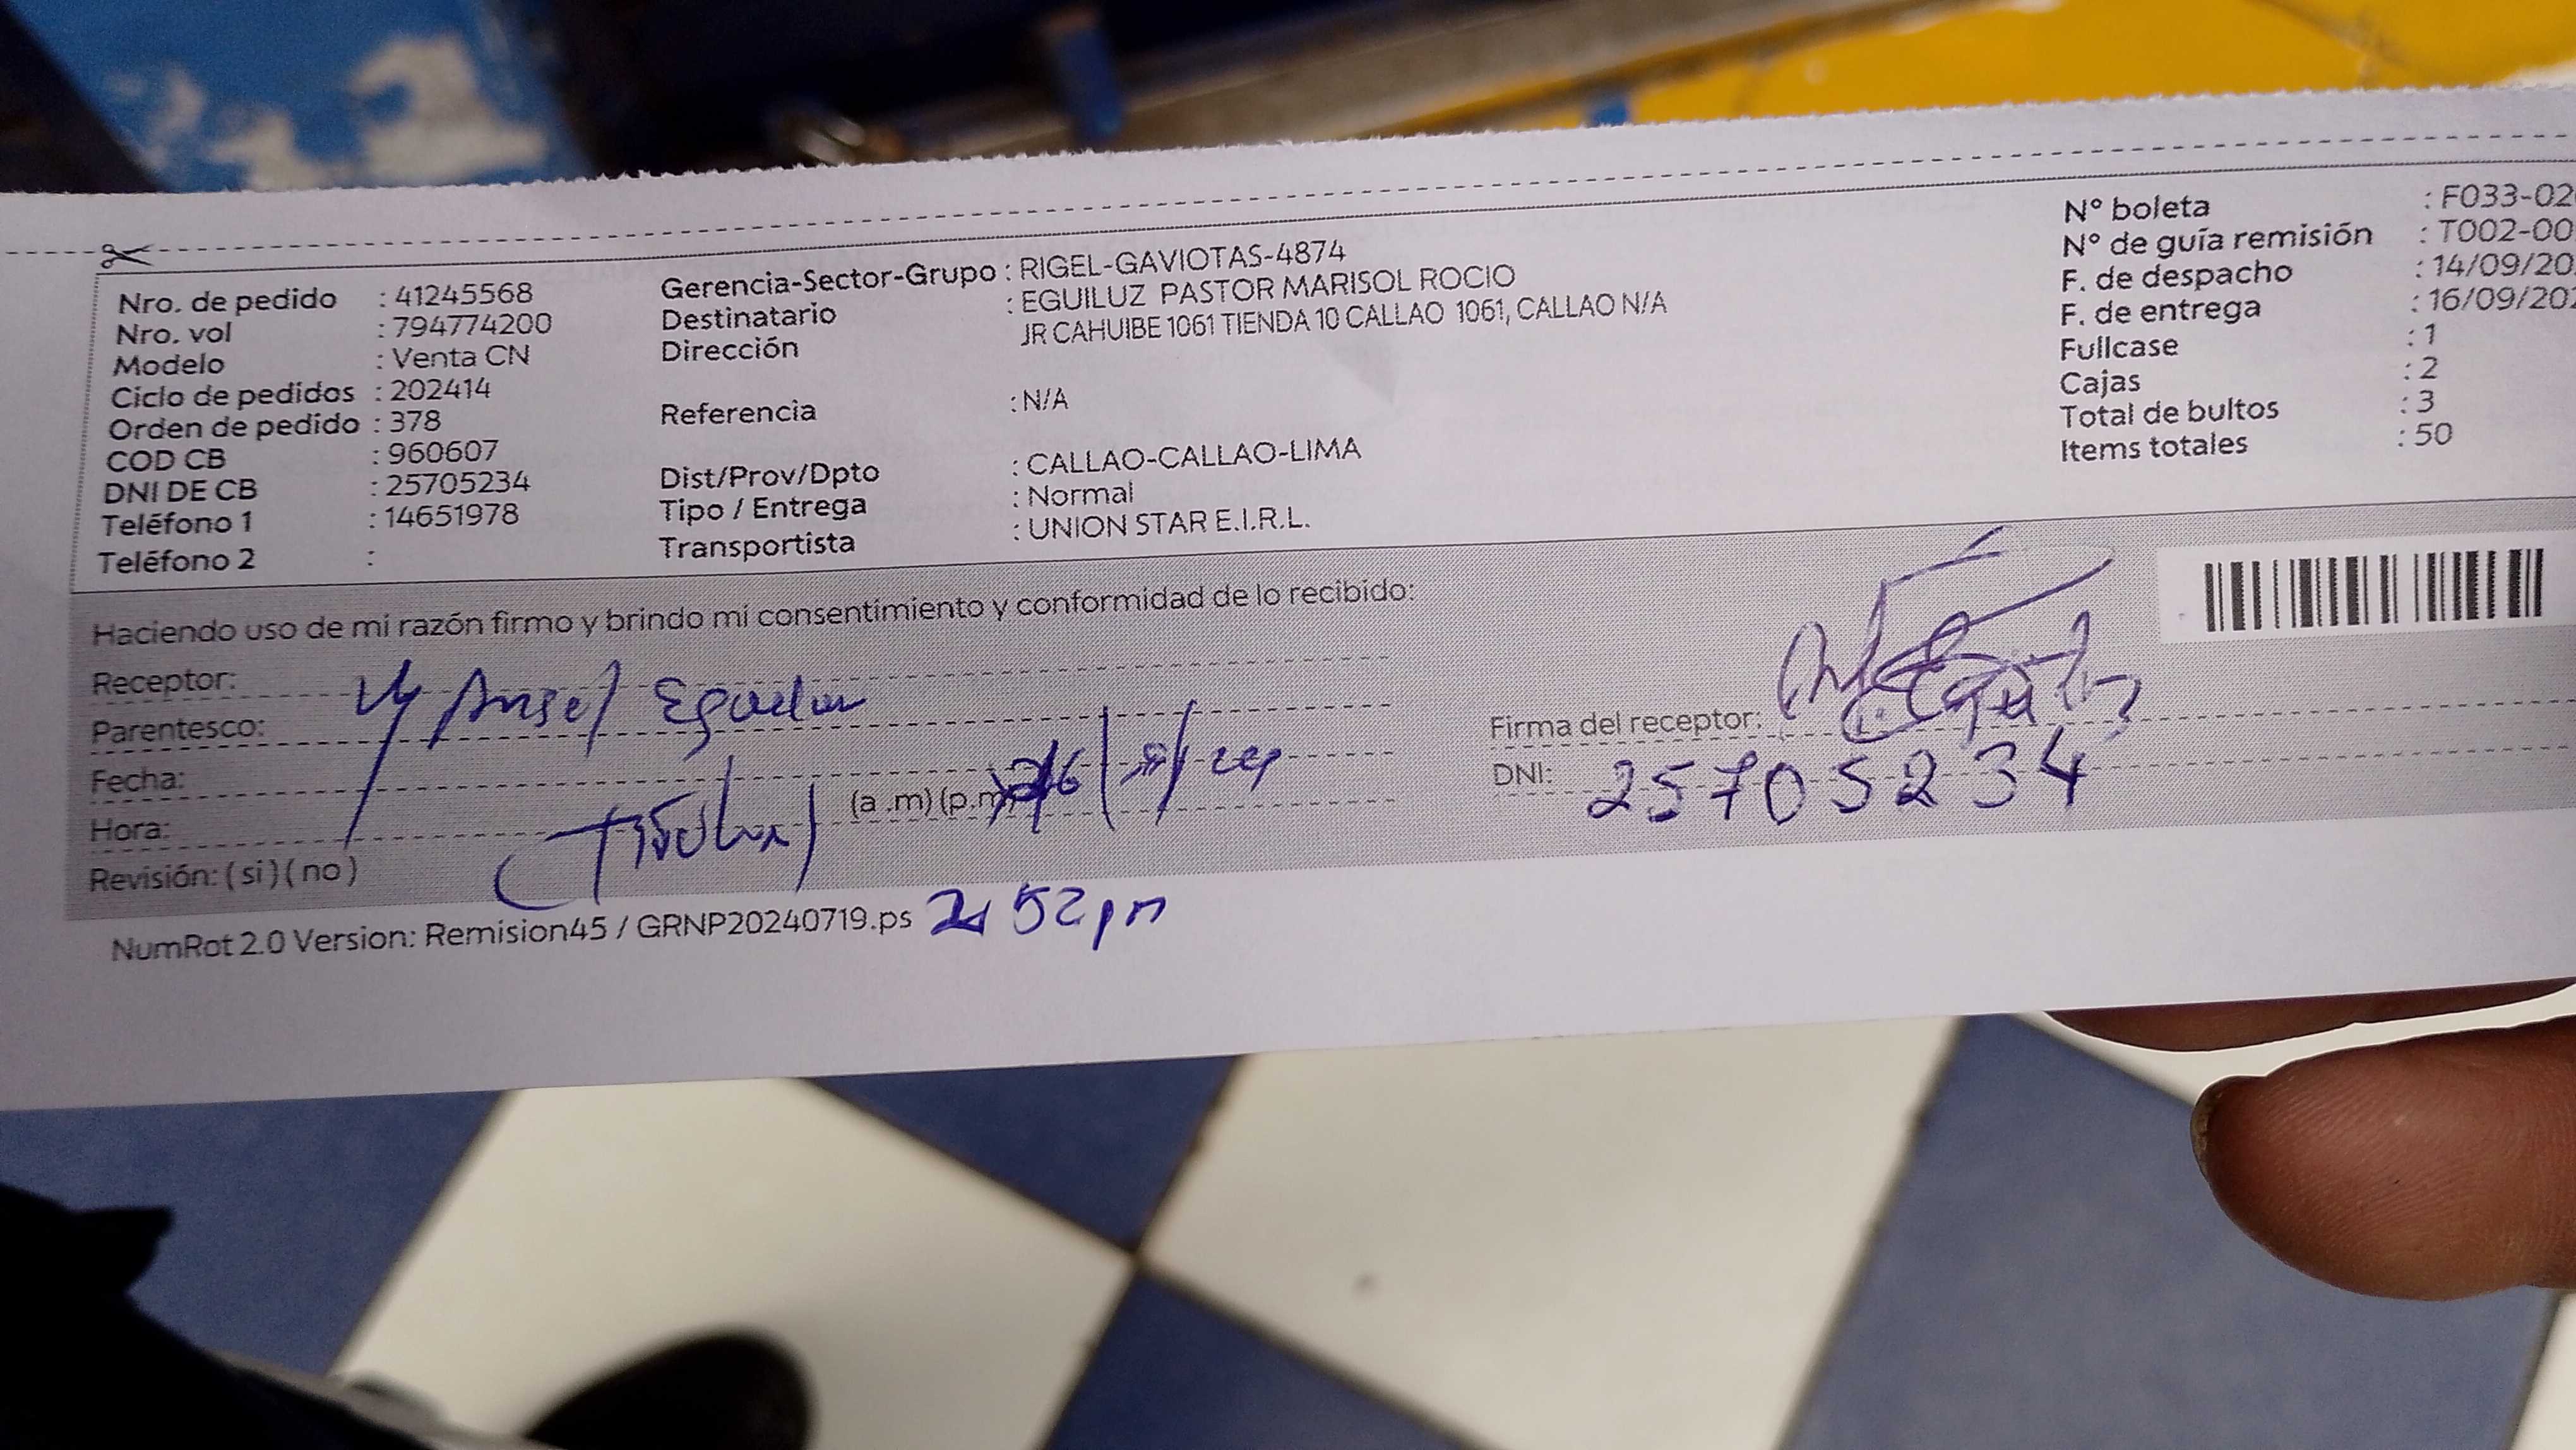 Nro. de pedido : 41245568
Nro. vol : 794774200
Modelo : Venta CN
Ciclo de pedidos : 202414
Orden de pedido : 378
COD CB : 960607
DNI DE CB : 25705234
Teléfono 1 : 14651978
Teléfono 2 :
Gerencia-Sector-Grupo : RIGEL-GAVIOTAS-4874
Destinatario : EGUILUZ PASTOR MARISOL ROCIO
Dirección JR CAHUIBE 1061 TIENDA 10 CALLAO 1061, CALLAO N/A
Referencia : N/A
Dist/Prov/Dpto : CALLAO-CALLAO-LIMA
Tipo / Entrega : Normal
Transportista : UNION STAR E.I.R.L.
N° boleta : F033-02
N° de guía remisión : T002-00
F. de despacho : 14/09/20
F. de entrega : 16/09/20
Fullcase : 1
Cajas : 2
Total de bultos : 3
Items totales : 50
Haciendo uso de mi razón firmo y brindo mi consentimiento y conformidad de lo recibido:
Receptor:
Parentesco:
Fecha:
Hora: (a .m) (p.m
Revisión: ( si ) ( no )
Firma del receptor:
DNI: 25705234
NumRot 2.0 Version: Remision45 / GRNP20240719.ps 52pm